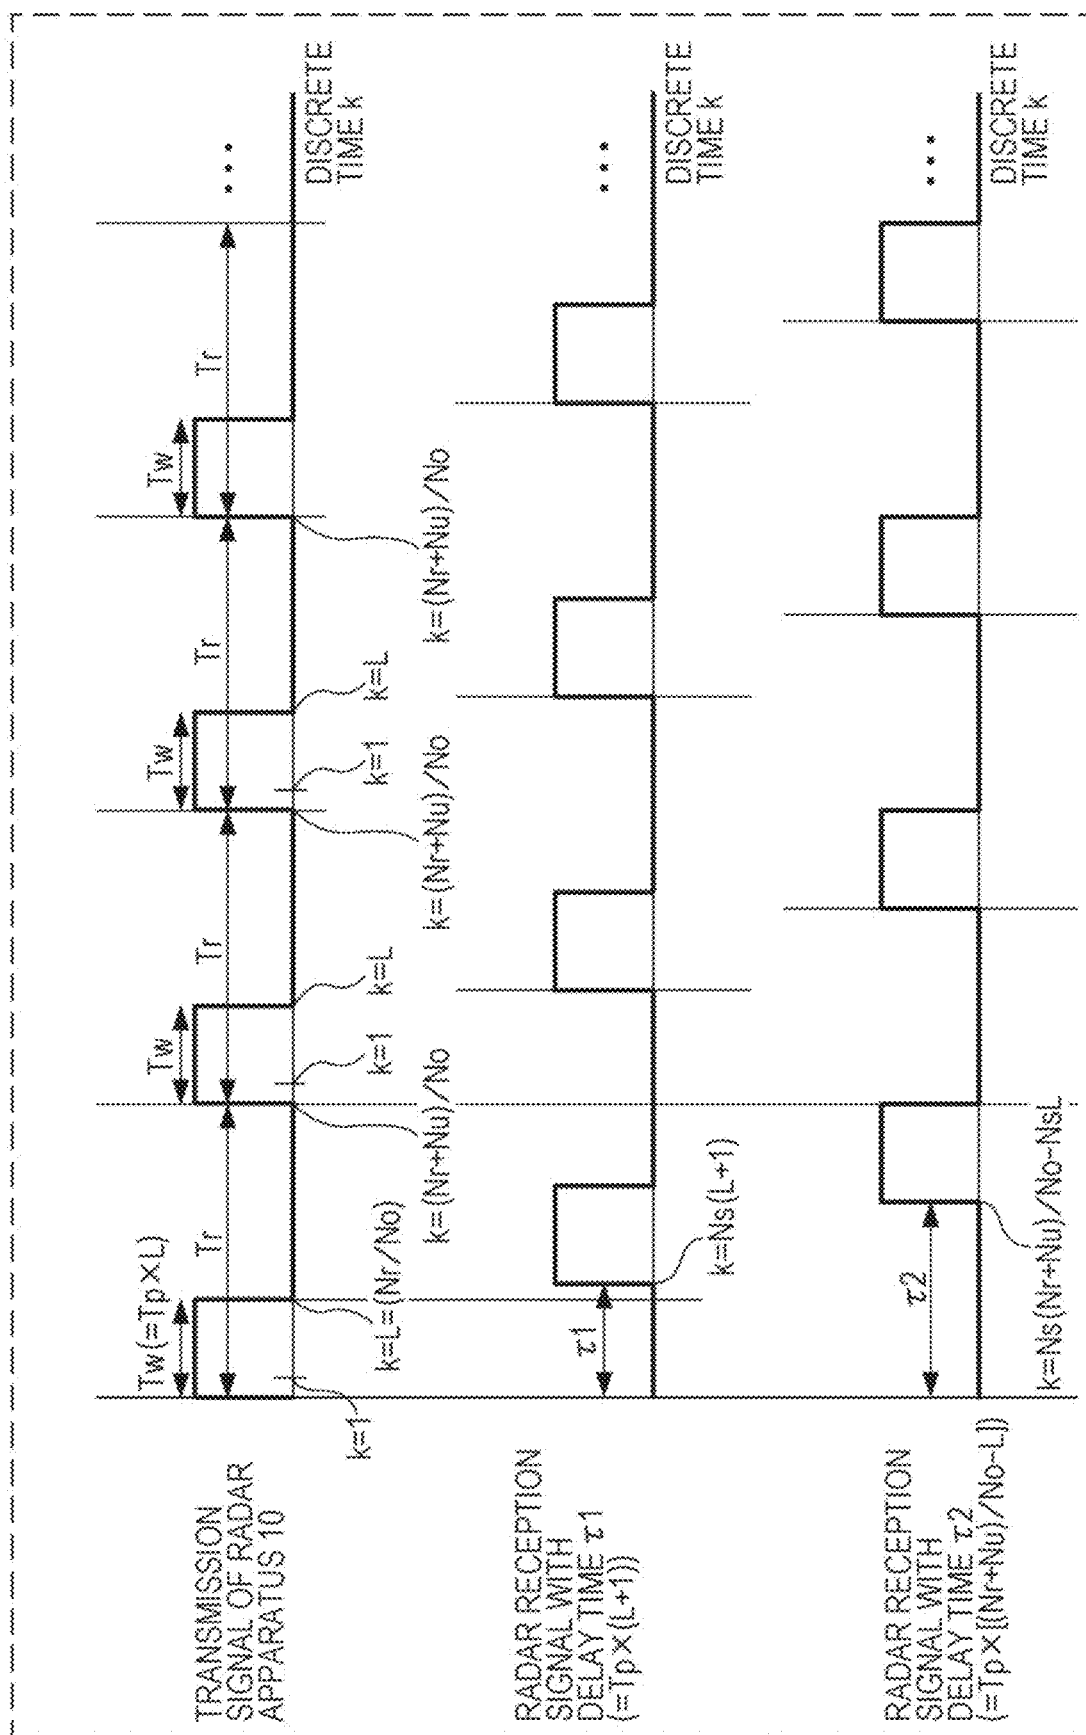 TRANSMISSION
SIGNAL OF RADAR
APPARATUS 10
Tw(=Tp×L)
Tr
Tw
Tr
Tw
Tr
Tw
Tr
...
k=1
k=L=(Nr/No)
k=(Nr+Nu)/No
k=1
k=L
k=(Nr+Nu)/No
k=1
k=L
k=(Nr+Nu)/No
DISCRETE
TIME k
RADAR RECEPTION
SIGNAL WITH
DELAY TIME τ1
(=Tp×(L+1))
τ1
k=Ns(L+1)
...
DISCRETE
TIME k
RADAR RECEPTION
SIGNAL WITH
DELAY TIME τ2
(=Tp×[(Nr+Nu)/No-L])
τ2
k=Ns(Nr+Nu)/No-NsL
...
DISCRETE
TIME k